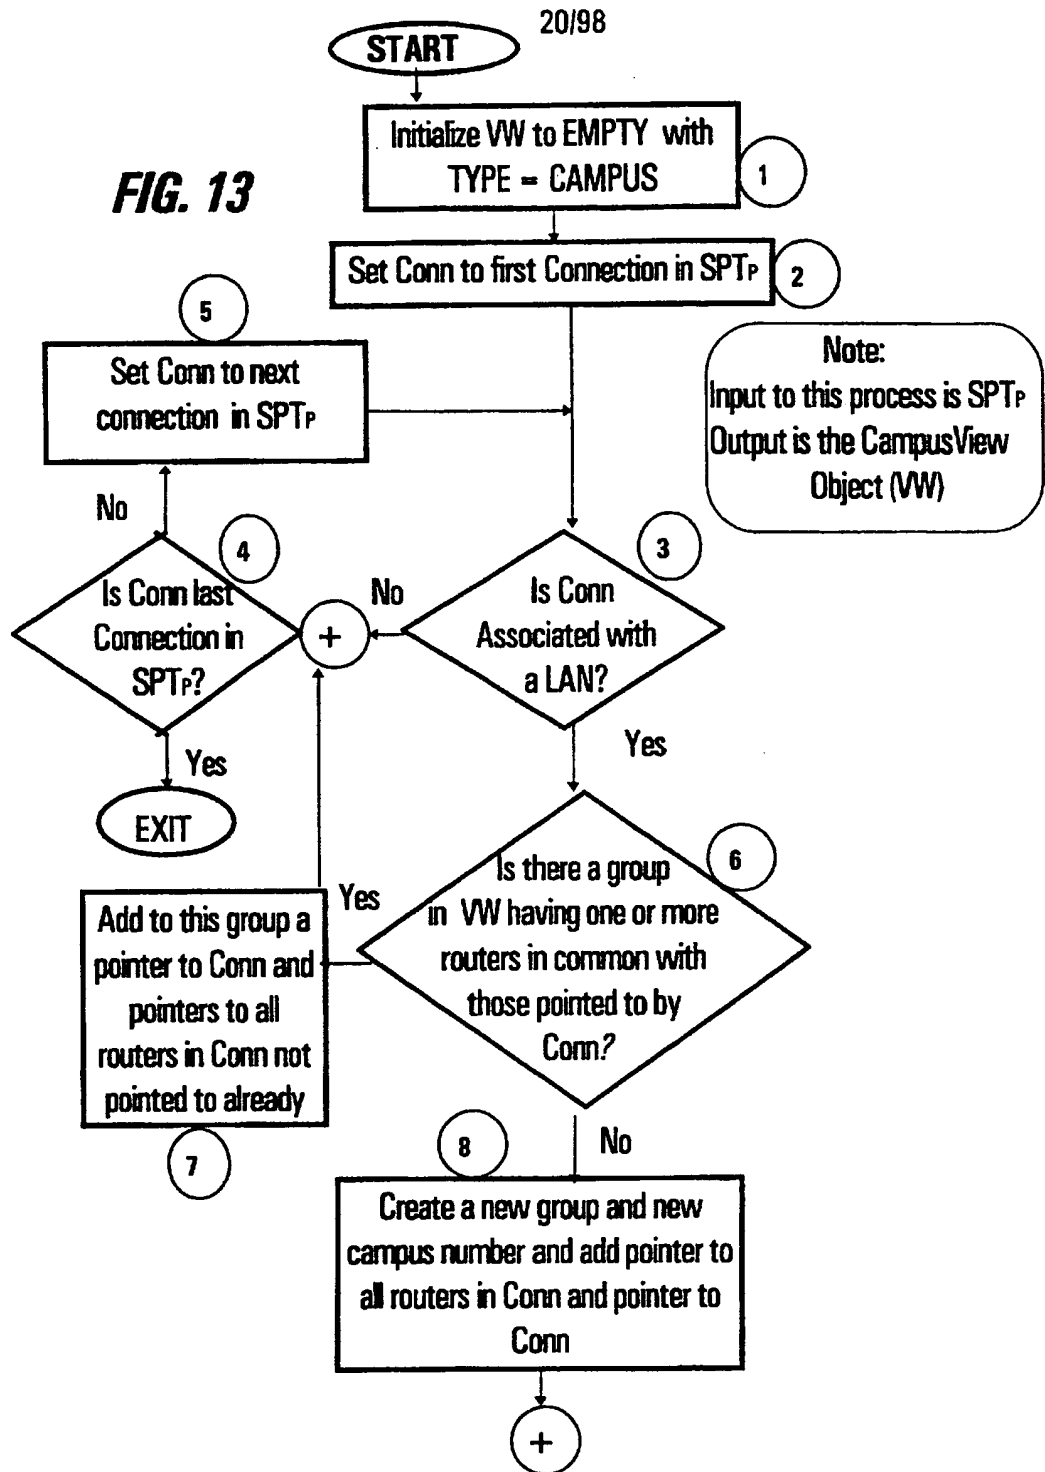 20/98
START
Initialize VW to EMPTY with
TYPE = CAMPUS
1
FIG. 13
Set Conn to first Connection in SPTP
2
5
Set Conn to next
connection in SPTP
Note:
Input to this process is SPTP
Output is the CampusView
Object (VW)
No
4
Is Conn last
Connection in
SPTP?
+
No
3
Is Conn
Associated with
a LAN?
Yes
Yes
EXIT
6
Is there a group
in VW having one or more
routers in common with
those pointed to by
Conn?
Yes
Add to this group a
pointer to Conn and
pointers to all
routers in Conn not
pointed to already
7
No
8
Create a new group and new
campus number and add pointer to
all routers in Conn and pointer to
Conn
+